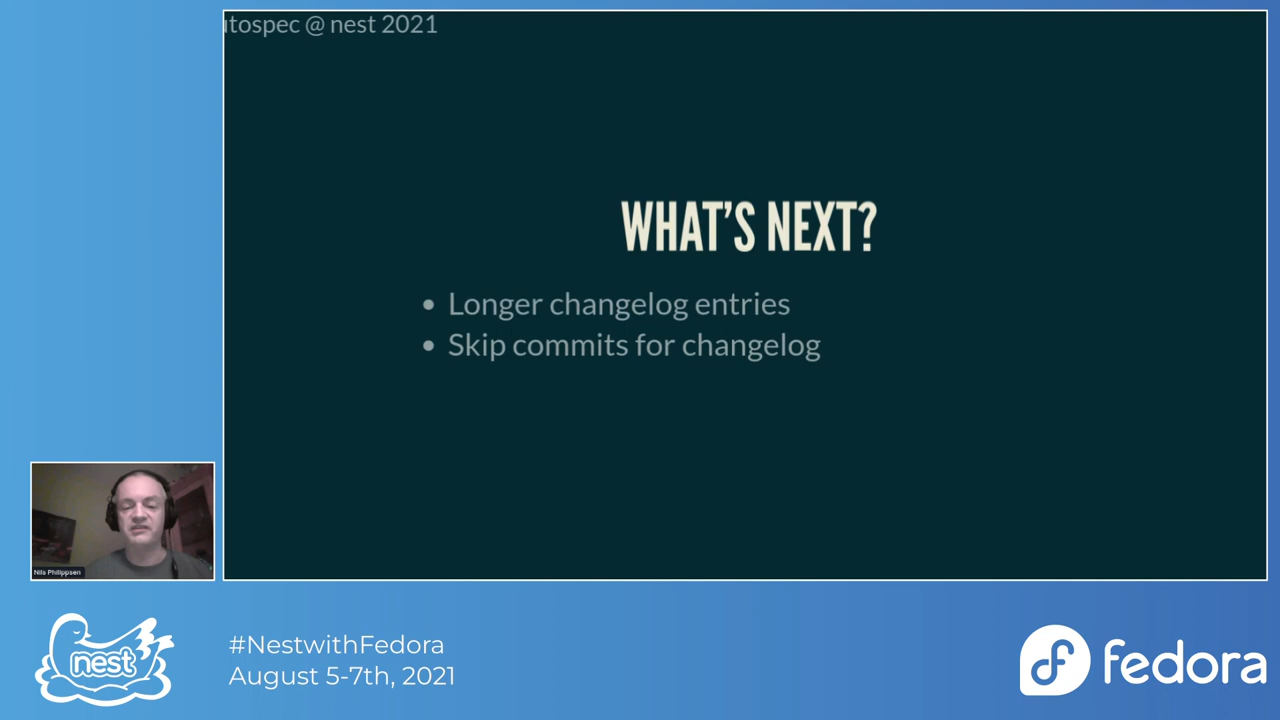 utospec @ nest 2021
WHAT'S NEXT?
• Longer changelog entries
• Skip commits for changelog
Nils Philippsen
nest
#NestwithFedora
August 5-7th, 2021
fedora